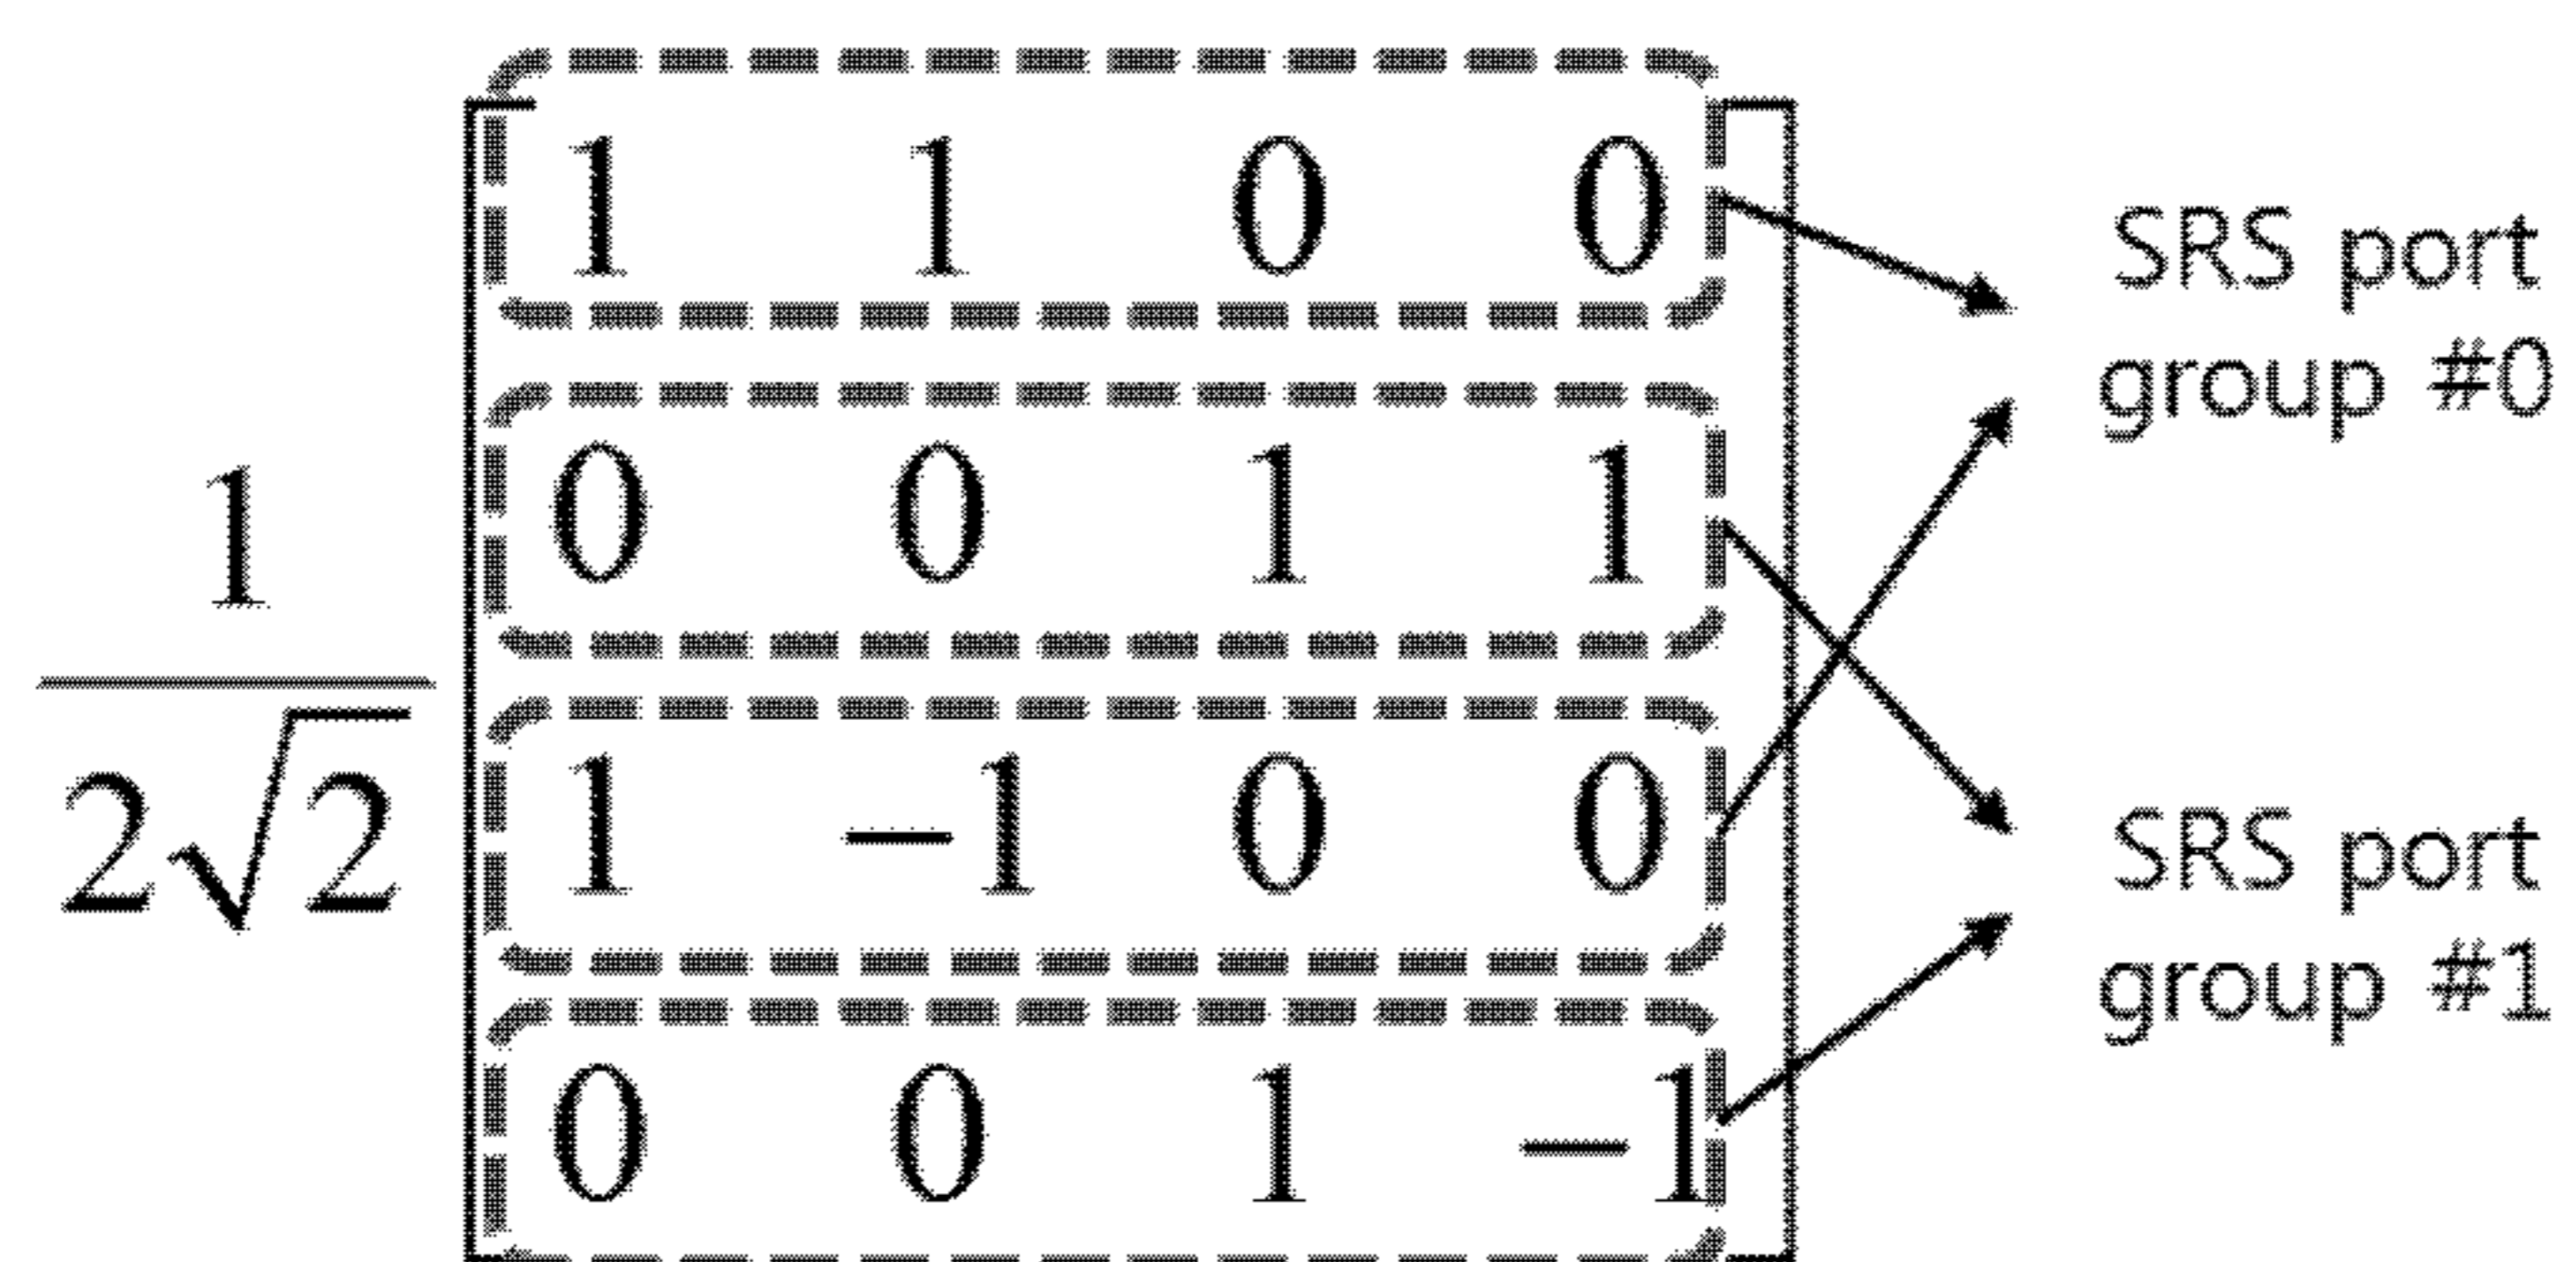 1
2√2
1 1 0 0
0 0 1 1
1 −1 0 0
0 0 1 −1
SRS port
group #0
SRS port
group #1